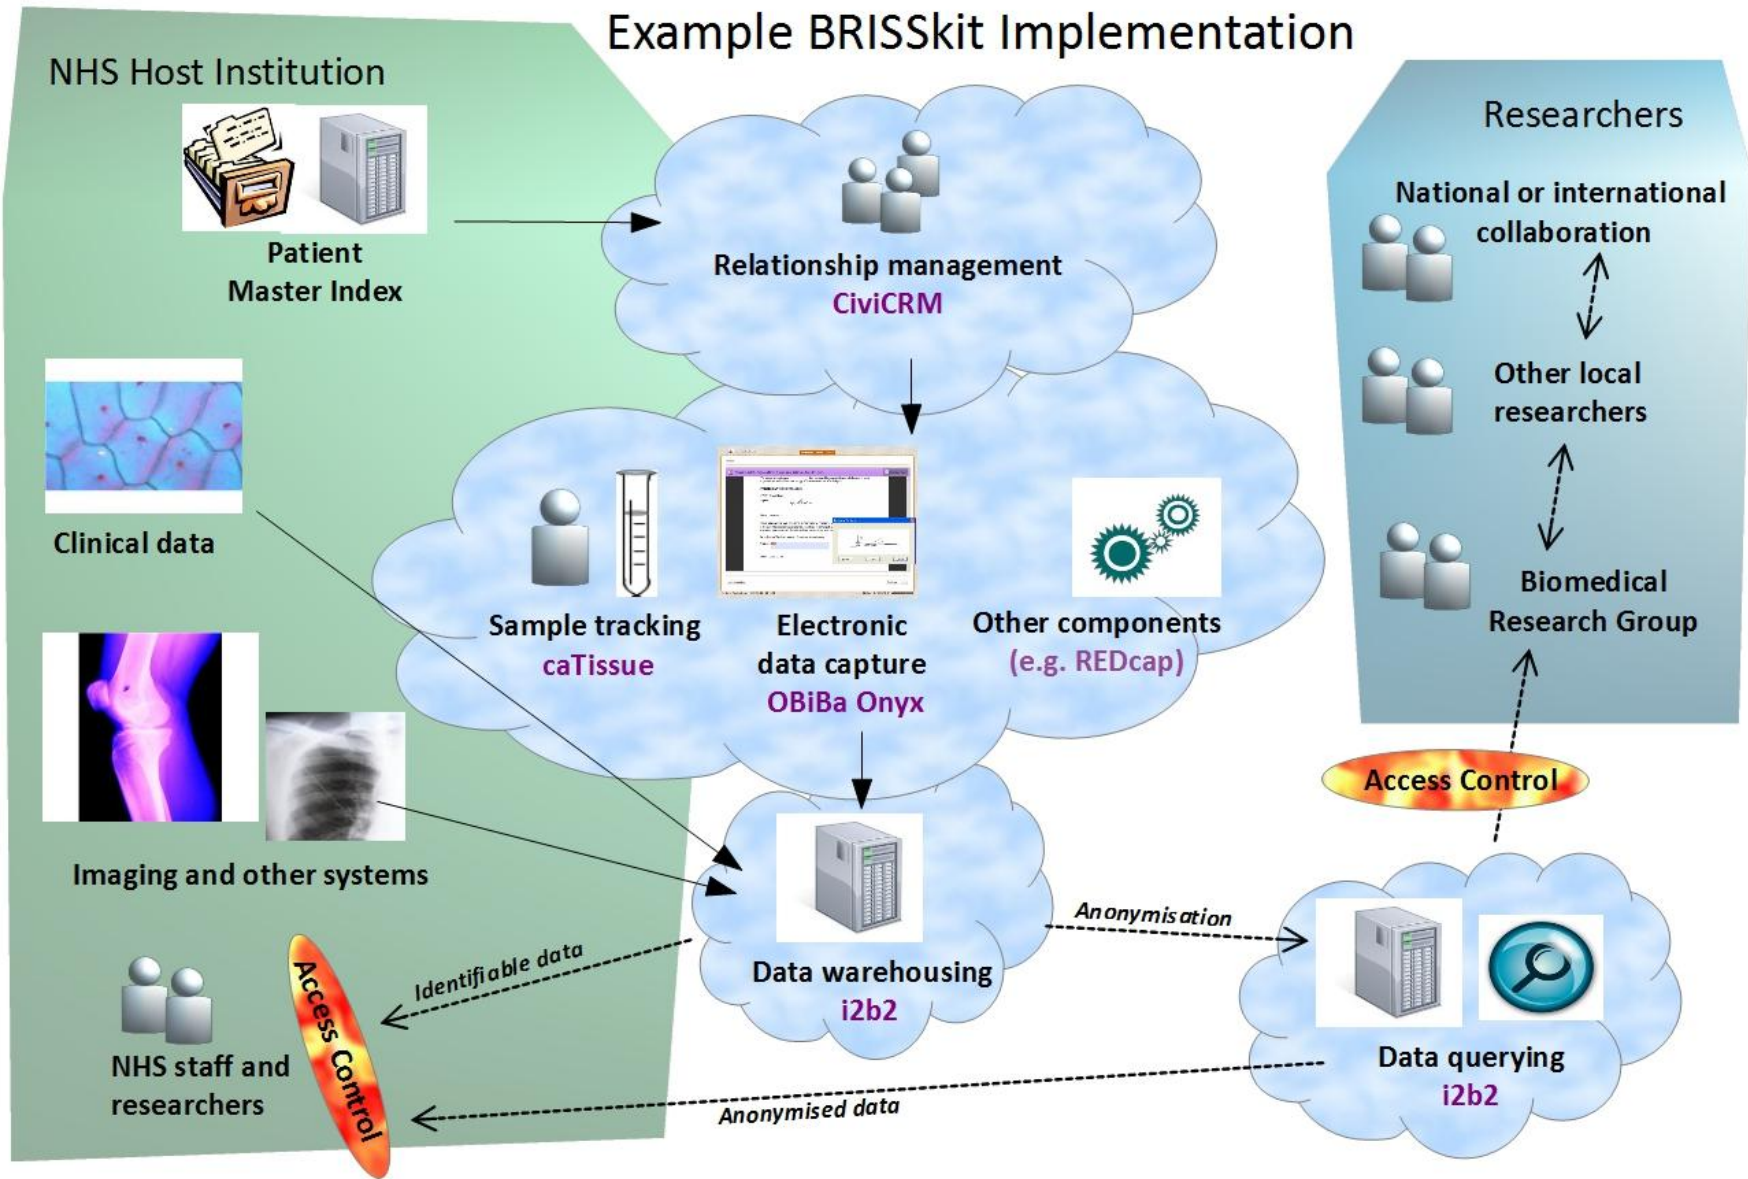 Example BRISSkit Implementation
NHS Host Institution
Patient
Master Index
Clinical data
Imaging and other systems
NHS staff and
researchers
Access Control
Identifiable data
Anonymised data
Relationship management
CiviCRM
Sample tracking
caTissue
Electronic
data capture
OBiBa Onyx
Other components
(e.g. REDcap)
Data warehousing
i2b2
Anonymisation
Data querying
i2b2
Access Control
Researchers
National or international
collaboration
Other local
researchers
Biomedical
Research Group